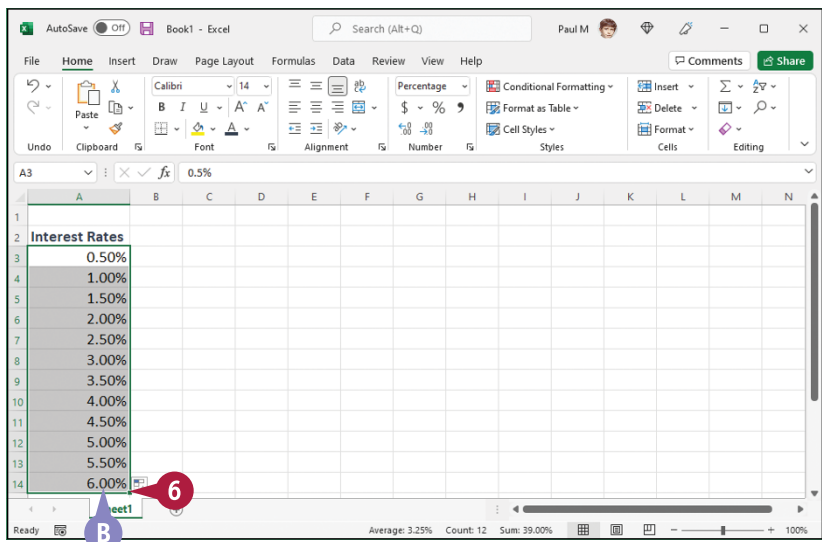 AutoSave Off Book1 - Excel Search (Alt+Q) Paul M
File Home Insert Draw Page Layout Formulas Data Review View Help Comments Share
Calibri 14 Percentage Conditional Formatting Insert
Paste B I U A A $ % Format as Table Delete
A Cell Styles Format
Undo Clipboard Font Alignment Number Styles Cells Editing
A3 fx 0.5%
A B C D E F G H I J K L M N
1
2 Interest Rates
3 0.50%
4 1.00%
5 1.50%
6 2.00%
7 2.50%
8 3.00%
9 3.50%
10 4.00%
11 4.50%
12 5.00%
13 5.50%
14 6.00% 6
B
Ready Average: 3.25% Count: 12 Sum: 39.00% 100%